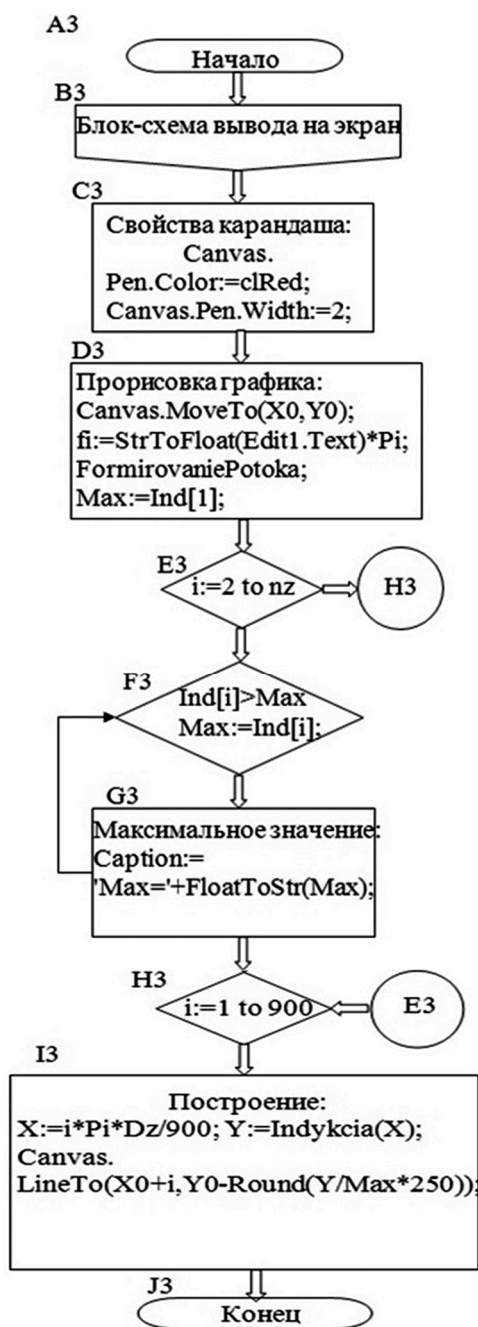 A3
Начало
B3
Блок-схема вывода на экран
C3
Свойства карандаша:
Canvas.
Pen.Color:=clRed;
Canvas.Pen.Width:=2;
D3
Прорисовка графика:
Canvas.MoveTo(X0,Y0);
fi:=StrToFloat(Edit1.Text)*Pi;
FormirovaniePotoka;
Max:=Ind[1];
E3
i:=2 to nz
H3
F3
Ind[i]>Max
Max:=Ind[i];
G3
Максимальное значение:
Caption:=
'Max='+FloatToStr(Max);
H3
i:=1 to 900
E3
I3
Построение:
X:=i*Pi*Dz/900; Y:=Indykcia(X);
Canvas.
LineTo(X0+i,Y0-Round(Y/Max*250));
J3
Конец